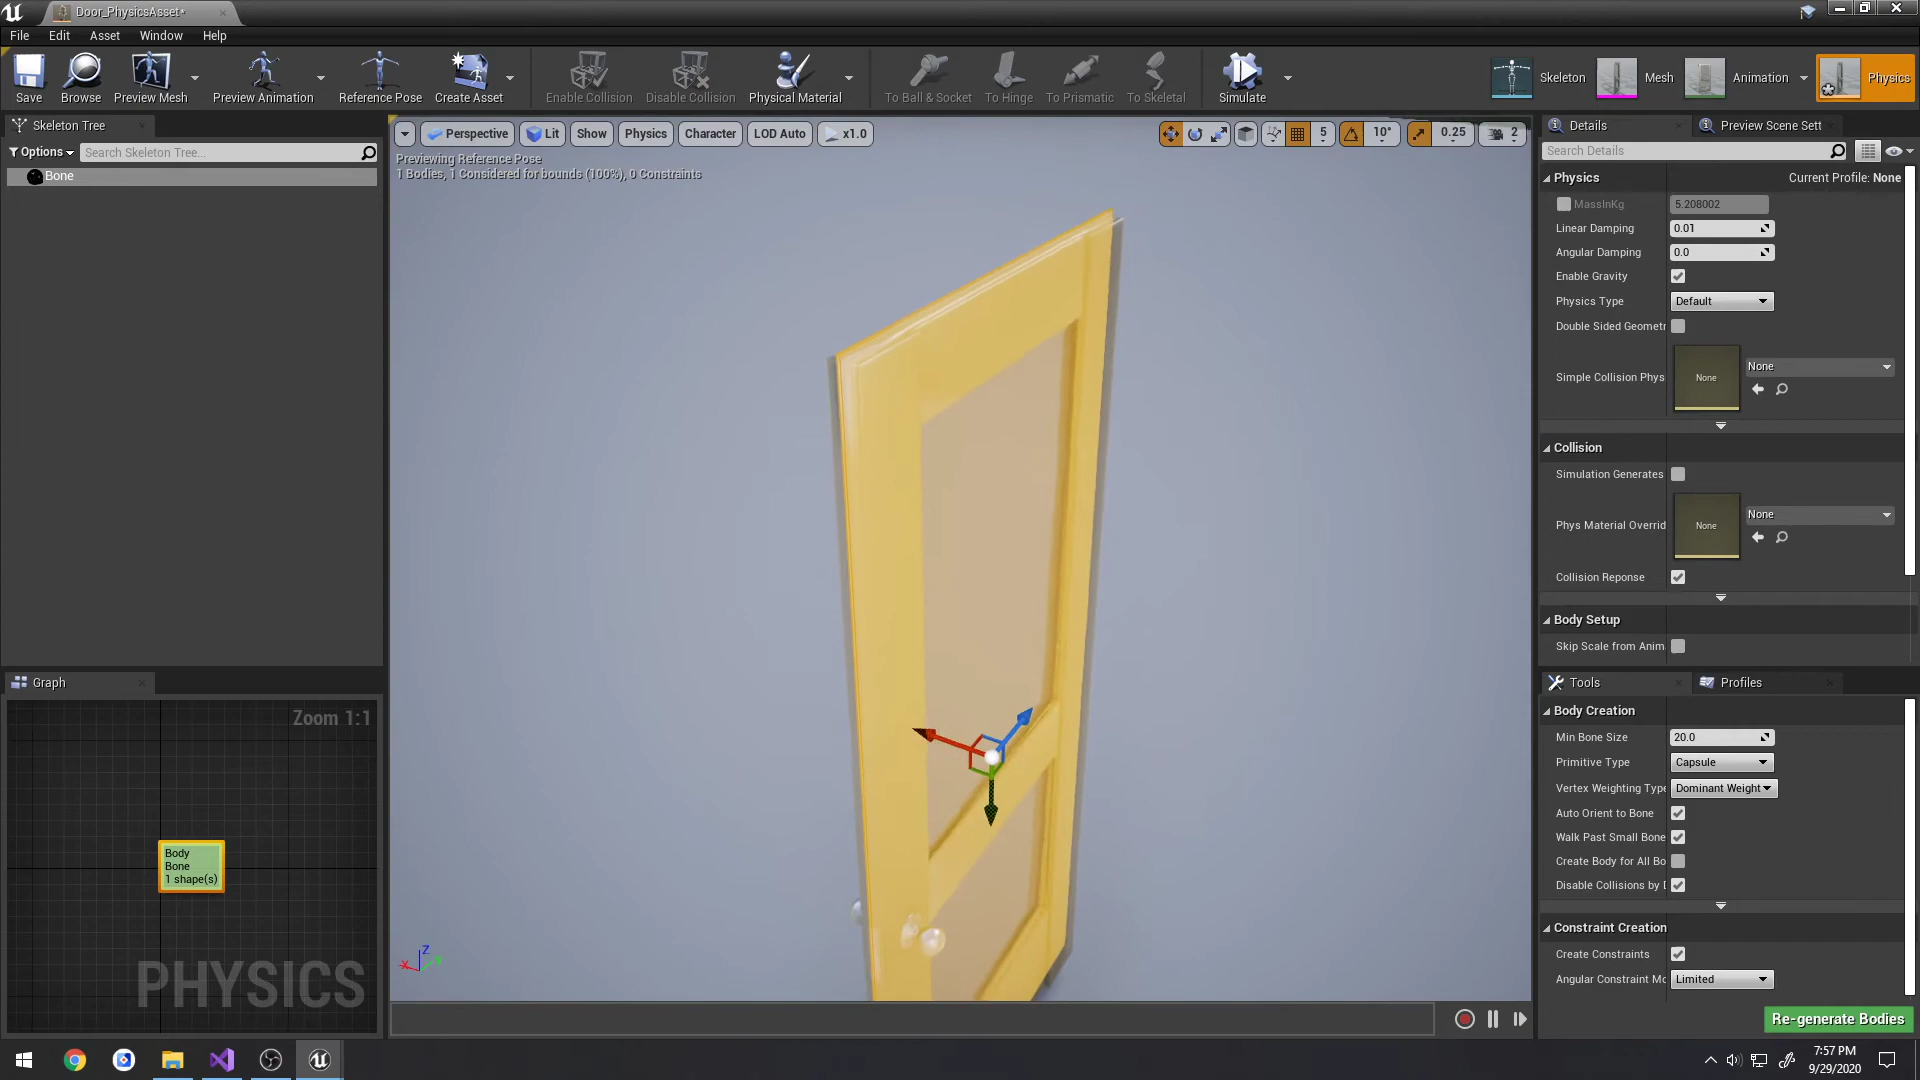 Door_PhysicsAsset*
File Edit Asset Window Help
Save Browse Preview Mesh Preview Animation Reference Pose Create Asset Enable Collision Disable Collision Physical Material To Ball & Socket To Hinge To Prismatic To Skeletal Simulate
Skeleton Mesh Animation Physics
Skeleton Tree
Options Search Skeleton Tree...
Bone
Perspective Lit Show Physics Character LOD Auto x1.0 5 10° 0.25 2
Previewing Reference Pose
1 Bodies, 1 Considered for bounds (100%), 0 Constraints
Z
X
Graph
Zoom 1:1
Body
Bone
1 shape(s)
PHYSICS
Details Preview Scene Sett
Search Details
Physics Current Profile: None
MassInKg 5.208002
Linear Damping 0.01
Angular Damping 0.0
Enable Gravity
Physics Type Default
Double Sided Geometr
Simple Collision Phys None None
Collision
Simulation Generates
Phys Material Overrid None None
Collision Reponse
Body Setup
Skip Scale from Anim
Tools Profiles
Body Creation
Min Bone Size 20.0
Primitive Type Capsule
Vertex Weighting Type Dominant Weight
Auto Orient to Bone
Walk Past Small Bone
Create Body for All Bo
Disable Collisions by D
Constraint Creation
Create Constraints
Angular Constraint Mo Limited
Re-generate Bodies
7:57 PM
9/29/2020